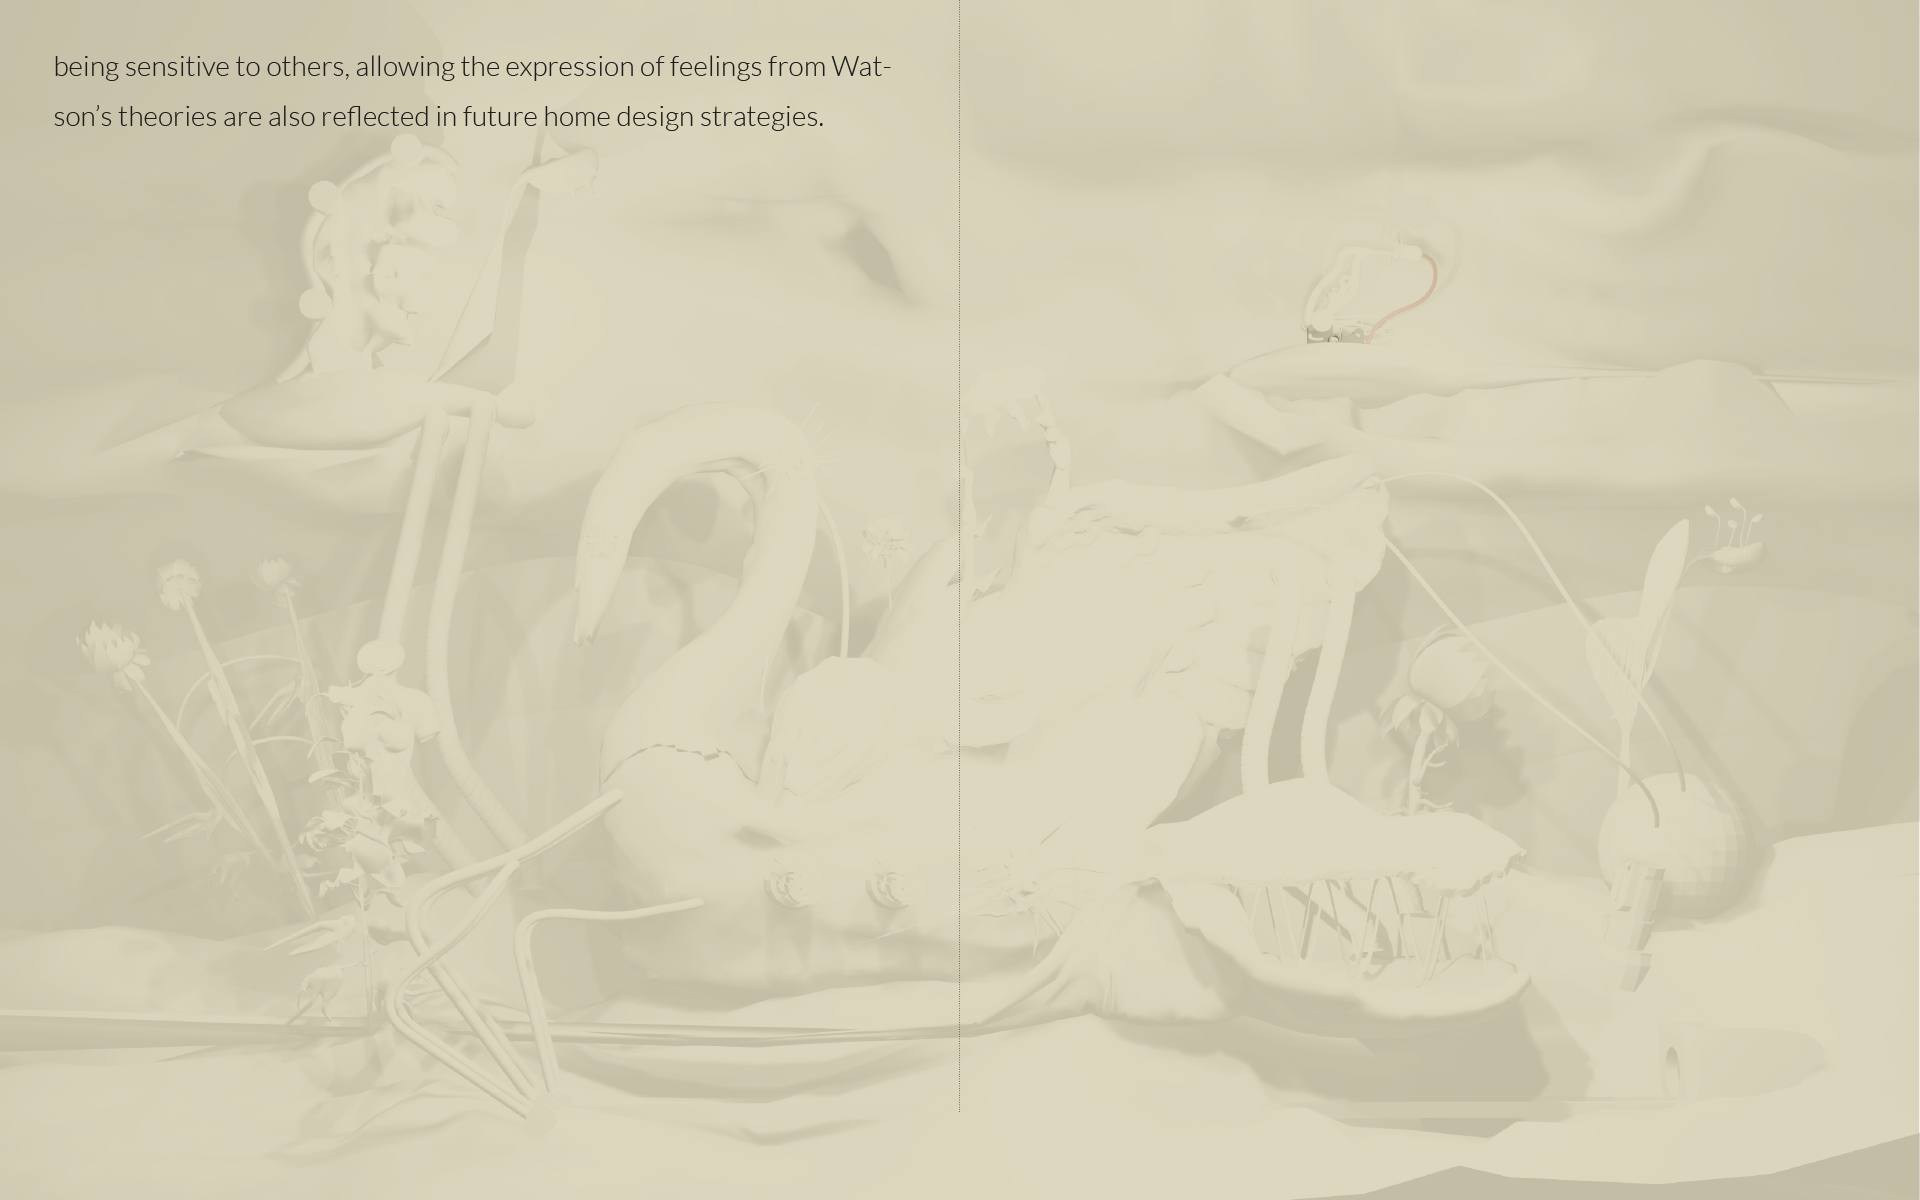 being sensitive to others, allowing the expression of feelings from Wat-
son’s theories are also reflected in future home design strategies.